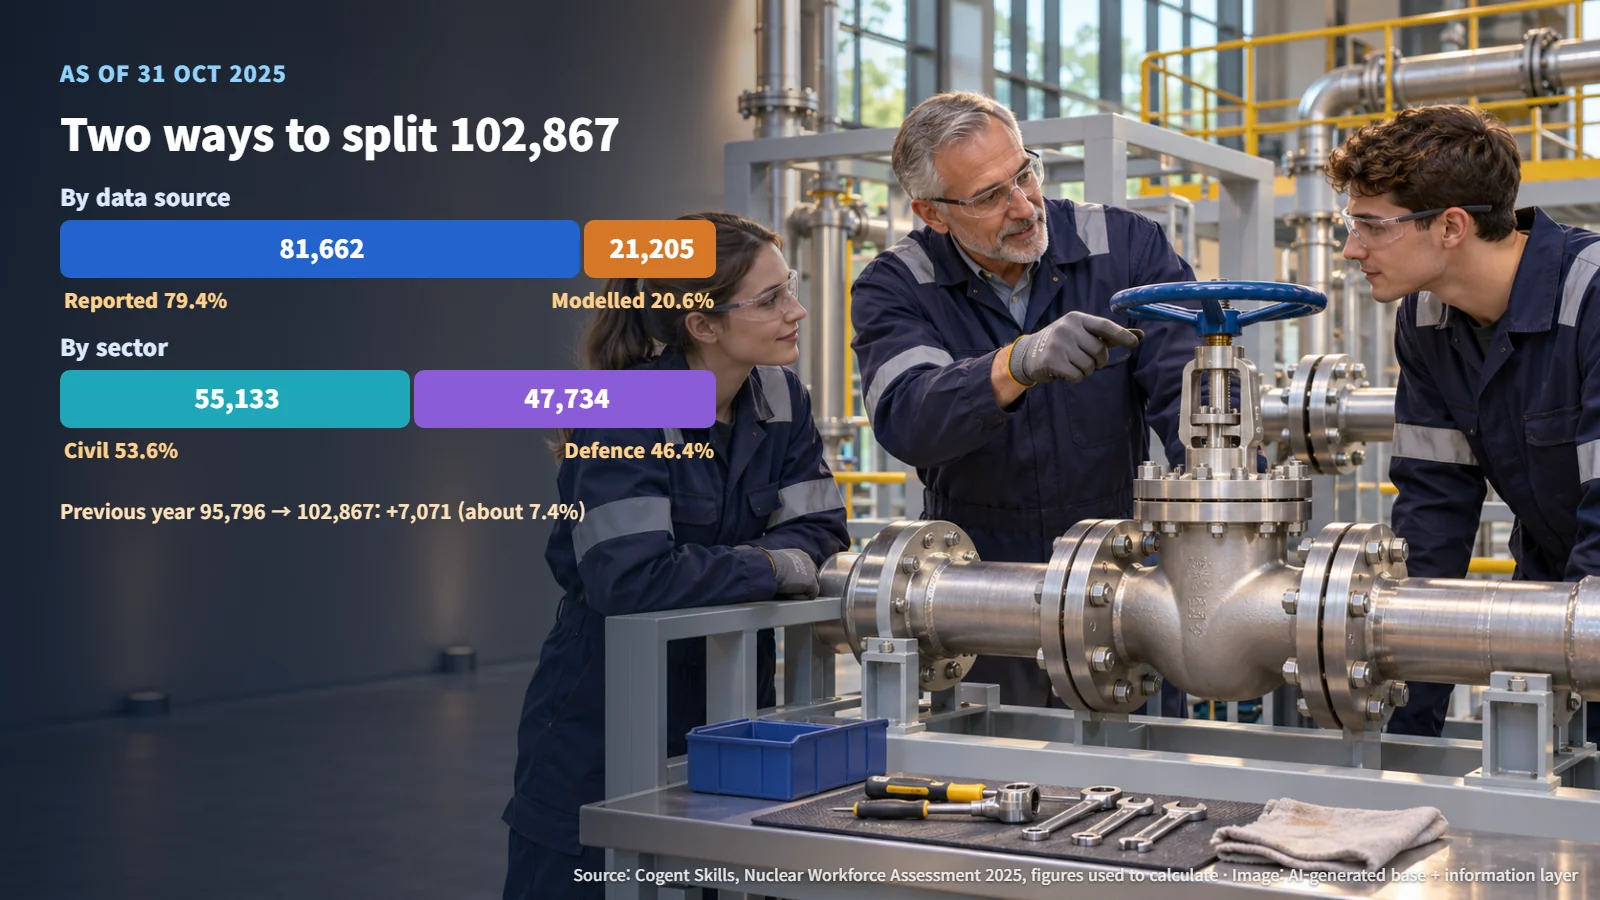 AS OF 31 OCT 2025
Two ways to split 102,867
By data source
81,662
21,205
Reported 79.4%
Modelled 20.6%
By sector
55,133
47,734
Civil 53.6%
Defence 46.4%
Previous year 95,796 → 102,867: +7,071 (about 7.4%)
Source: Cogent Skills, Nuclear Workforce Assessment 2025, figures used to calculate · Image: AI-generated base + information layer